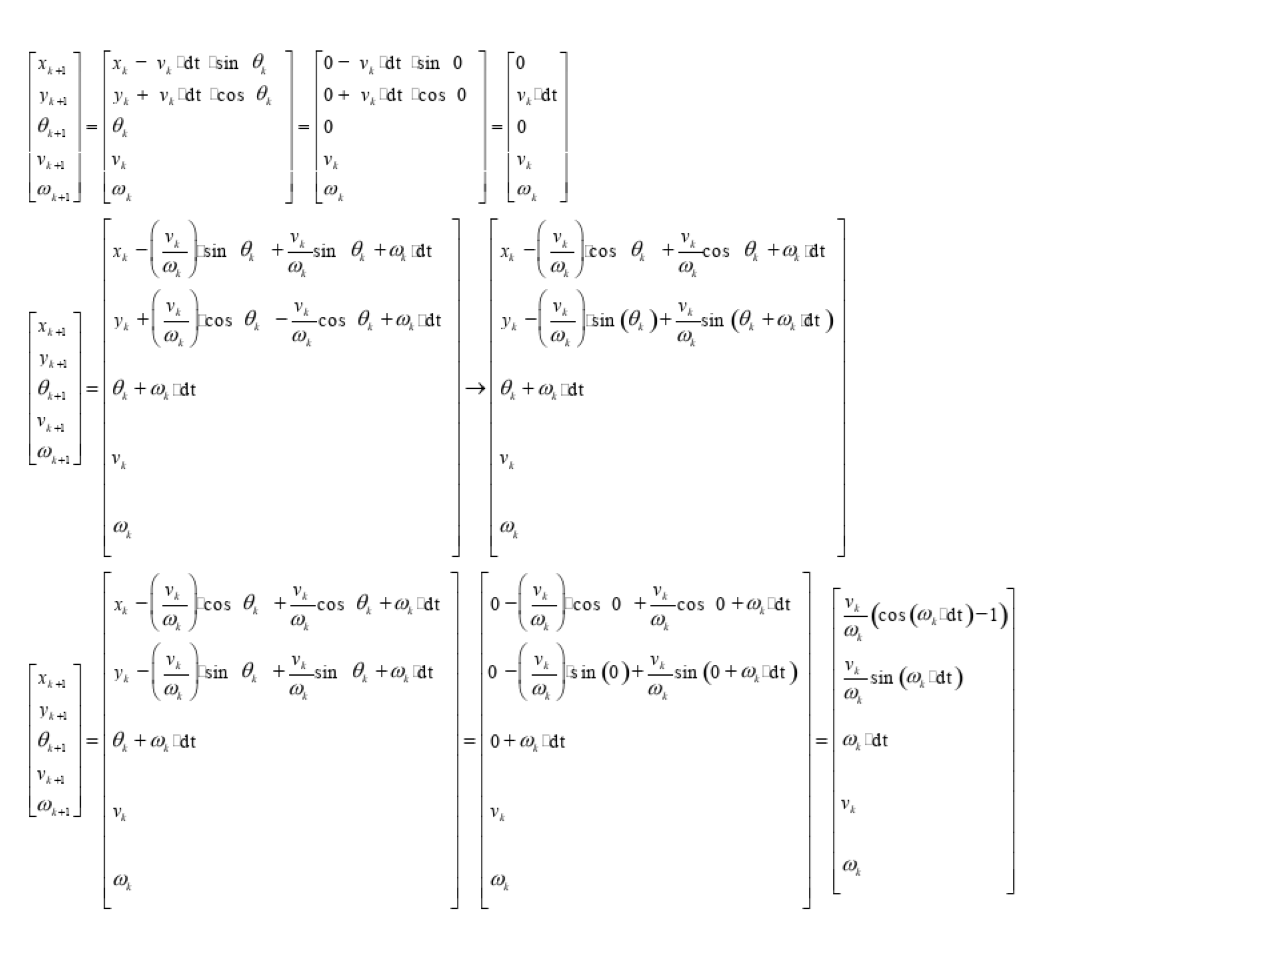 [x_{k+1}; y_{k+1}; θ_{k+1}; v_{k+1}; ω_{k+1}] = [x_k − v_k □dt □sin θ_k; y_k + v_k □dt □cos θ_k; θ_k; v_k; ω_k] = [0 − v_k □dt □sin 0; 0 + v_k □dt □cos 0; 0; v_k; ω_k] = [0; v_k □dt; 0; v_k; ω_k]
[x_{k+1}; y_{k+1}; θ_{k+1}; v_{k+1}; ω_{k+1}] = [x_k − (v_k/ω_k) □sin θ_k + v_k/ω_k sin θ_k + ω_k □dt; y_k + (v_k/ω_k) □cos θ_k − v_k/ω_k cos θ_k + ω_k □dt; θ_k + ω_k □dt; v_k; ω_k] → [x_k − (v_k/ω_k) □cos θ_k + v_k/ω_k cos θ_k + ω_k □dt; y_k − (v_k/ω_k) □sin (θ_k) + v_k/ω_k sin (θ_k + ω_k □dt); θ_k + ω_k □dt; v_k; ω_k]
[x_{k+1}; y_{k+1}; θ_{k+1}; v_{k+1}; ω_{k+1}] = [x_k − (v_k/ω_k) □cos θ_k + v_k/ω_k cos θ_k + ω_k □dt; y_k − (v_k/ω_k) □sin θ_k + v_k/ω_k sin θ_k + ω_k □dt; θ_k + ω_k □dt; v_k; ω_k] = [0 − (v_k/ω_k) □cos 0 + v_k/ω_k cos 0 + ω_k □dt; 0 − (v_k/ω_k) □sin (0) + v_k/ω_k sin (0 + ω_k □dt); 0 + ω_k □dt; v_k; ω_k] = [v_k/ω_k (cos (ω_k □dt) − 1); v_k/ω_k sin (ω_k □dt); ω_k □dt; v_k; ω_k]